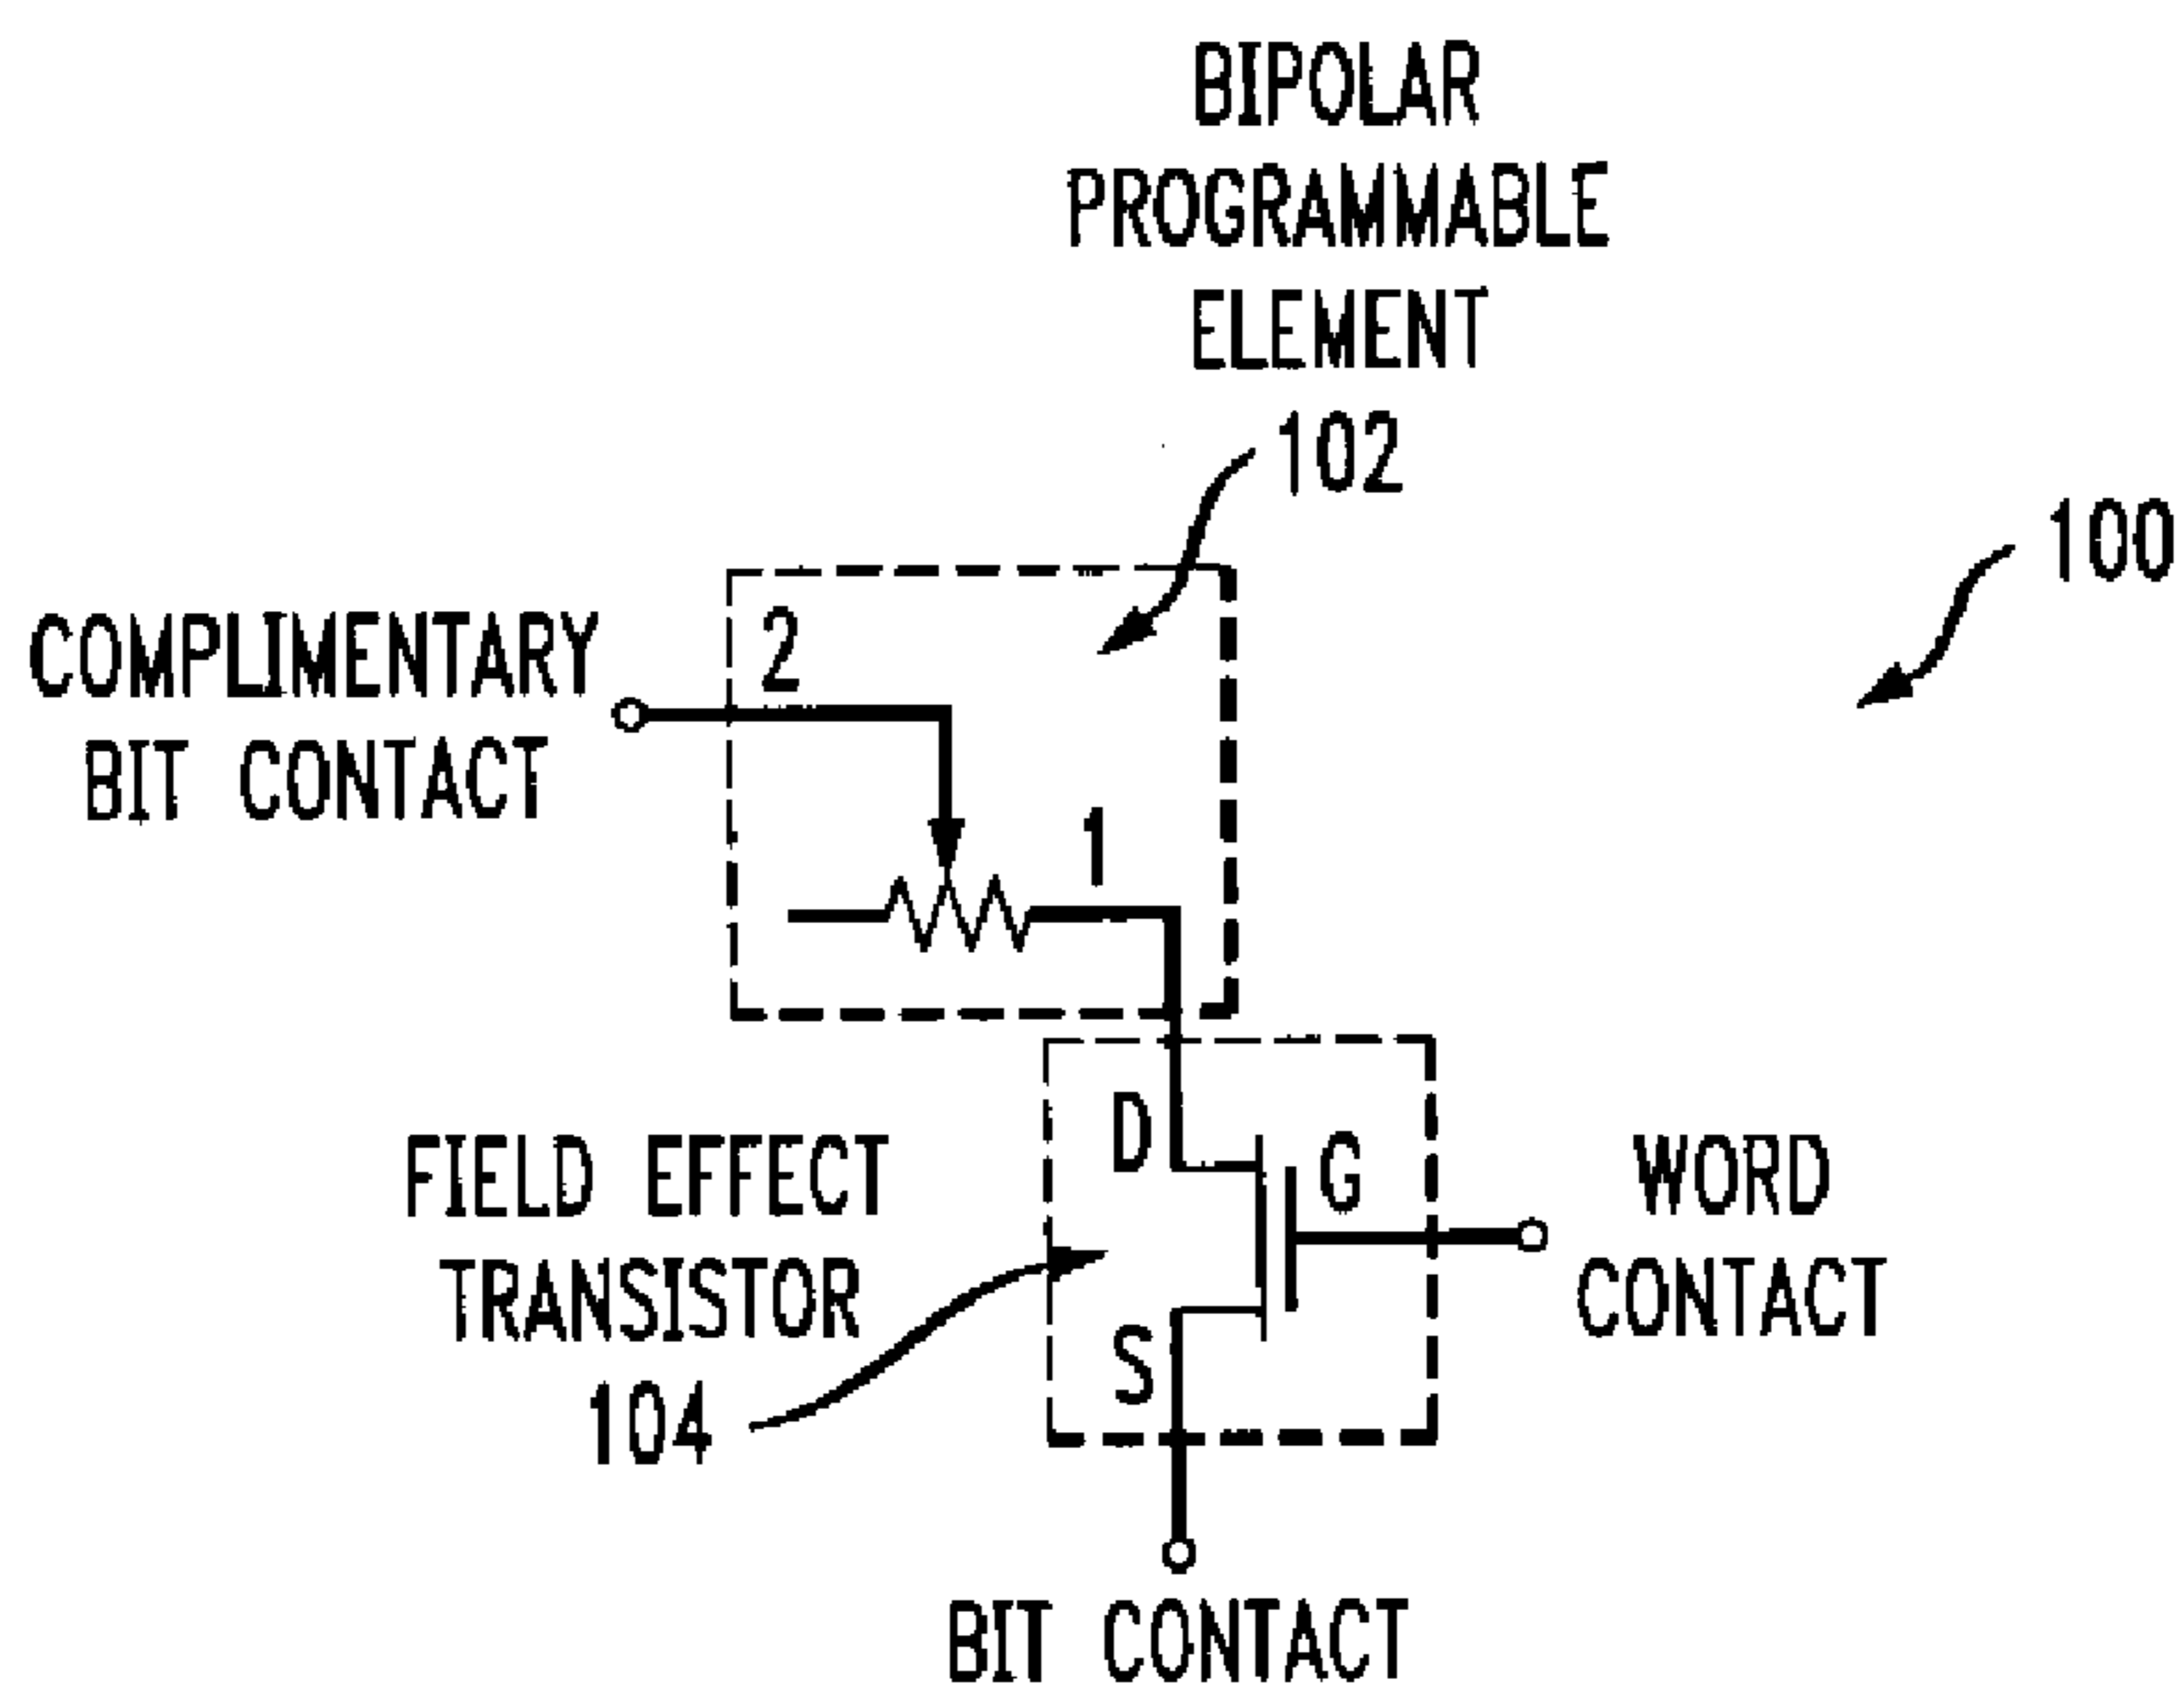 BIPOLAR
PROGRAMMABLE
ELEMENT
102
100
COMPLIMENTARY
BIT CONTACT
2
1
FIELD EFFECT
TRANSISTOR
104
D
G
S
WORD
CONTACT
BIT CONTACT